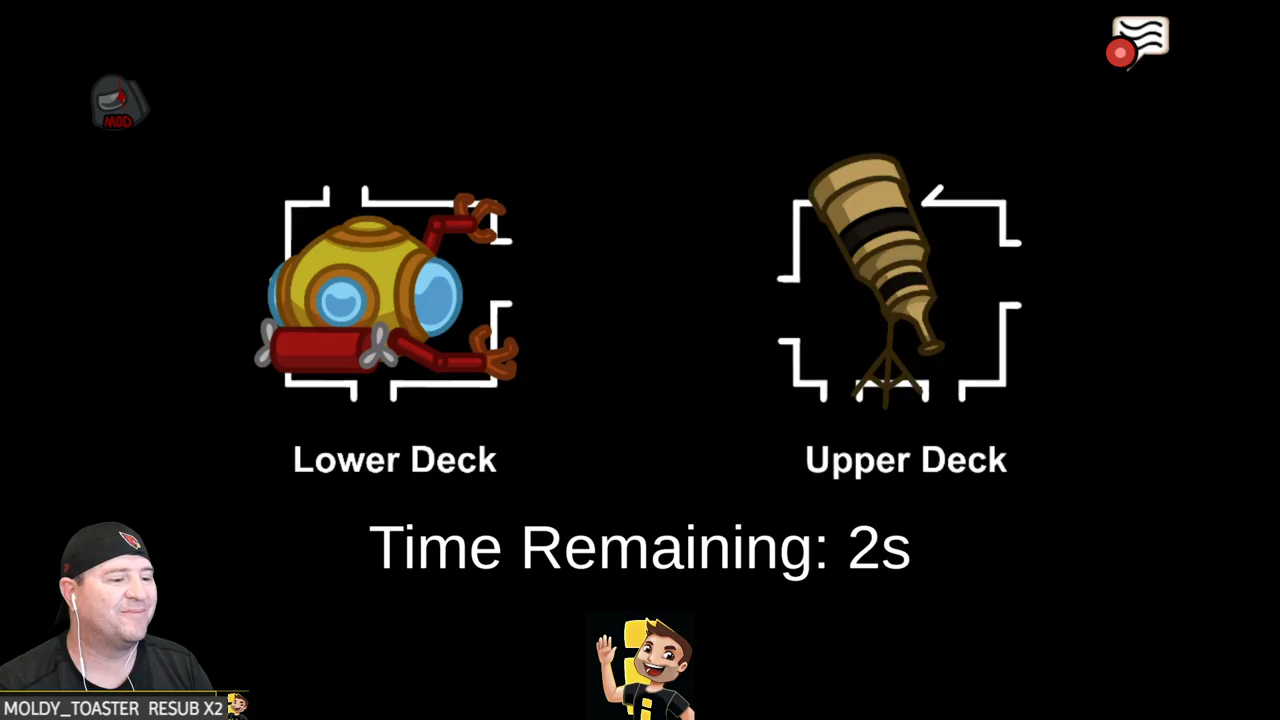 MOD
Lower Deck
Upper Deck
Time Remaining: 2s
MOLDY_TOASTER RESUB X2